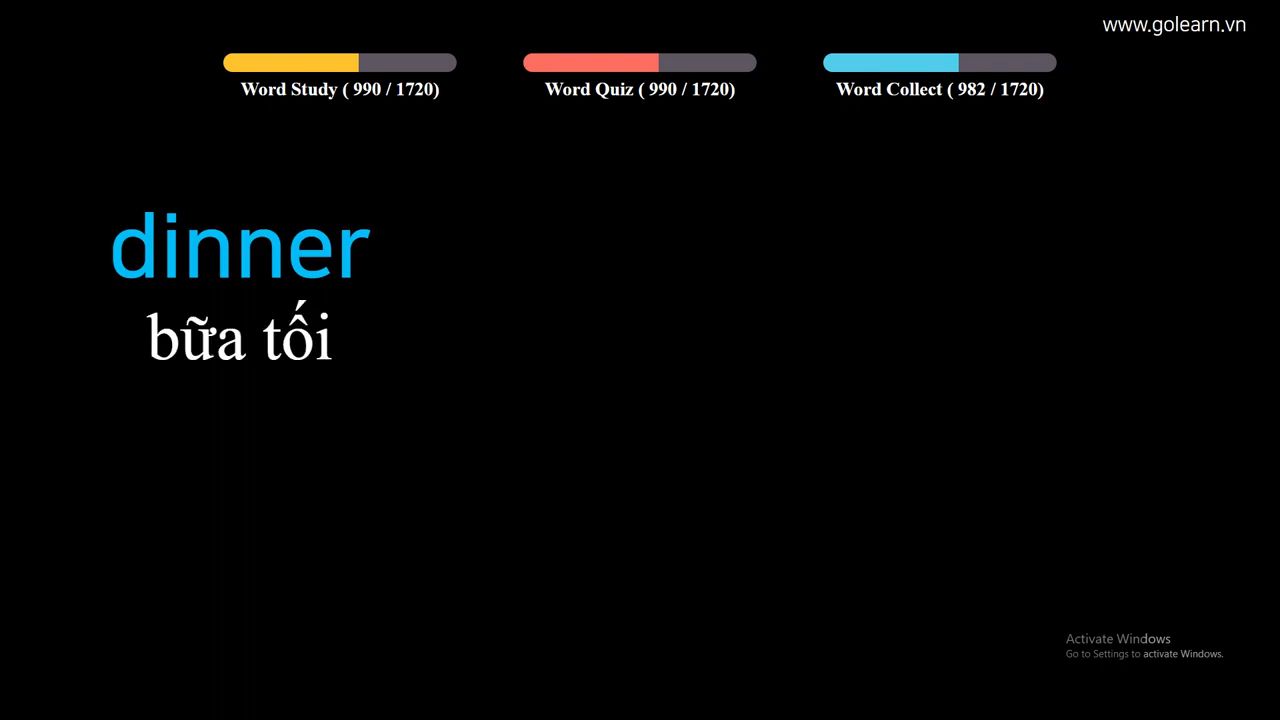 www.golearn.vn
Word Study ( 990 / 1720)
Word Quiz ( 990 / 1720)
Word Collect ( 982 / 1720)
dinner
bữa tối
Activate Windows
Go to Settings to activate Windows.